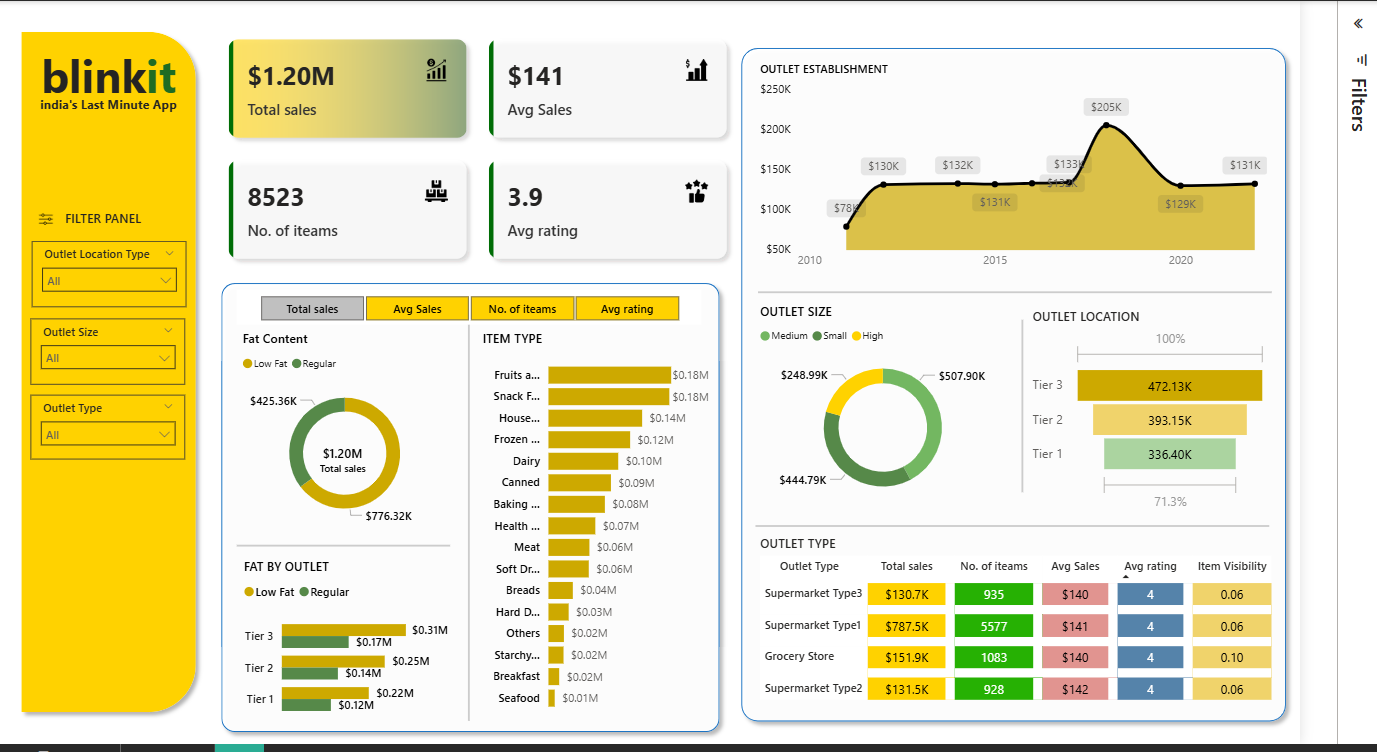 blinkit
india's Last Minute App
FILTER PANEL
Outlet Location Type
All
Outlet Size
All
Outlet Type
All
$1.20M
Total sales
$141
Avg Sales
8523
No. of iteams
3.9
Avg rating
Total sales Avg Sales No. of iteams Avg rating
Fat Content
Low Fat Regular
$425.36K
$1.20M
Total sales
$776.32K
FAT BY OUTLET
Low Fat Regular
Tier 3 $0.31M
$0.17M
Tier 2 $0.25M
$0.14M
Tier 1 $0.22M
$0.12M
ITEM TYPE
Fruits a... $0.18M
Snack F... $0.18M
House... $0.14M
Frozen ... $0.12M
Dairy $0.10M
Canned $0.09M
Baking ... $0.08M
Health ... $0.07M
Meat $0.06M
Soft Dr... $0.06M
Breads $0.04M
Hard D... $0.03M
Others $0.02M
Starchy... $0.02M
Breakfast $0.02M
Seafood $0.01M
OUTLET ESTABLISHMENT
$250K
$200K
$150K
$100K
$50K
$78K
$130K
$132K
$131K
$133K
$205K
$129K
$131K
2010 2015 2020
OUTLET SIZE
Medium Small High
$248.99K
$507.90K
$444.79K
OUTLET LOCATION
100%
Tier 3 472.13K
Tier 2 393.15K
Tier 1 336.40K
71.3%
OUTLET TYPE
Outlet Type Total sales No. of iteams Avg Sales Avg rating Item Visibility
Supermarket Type3 $130.7K 935 $140 4 0.06
Supermarket Type1 $787.5K 5577 $141 4 0.06
Grocery Store $151.9K 1083 $140 4 0.10
Supermarket Type2 $131.5K 928 $142 4 0.06
Filters